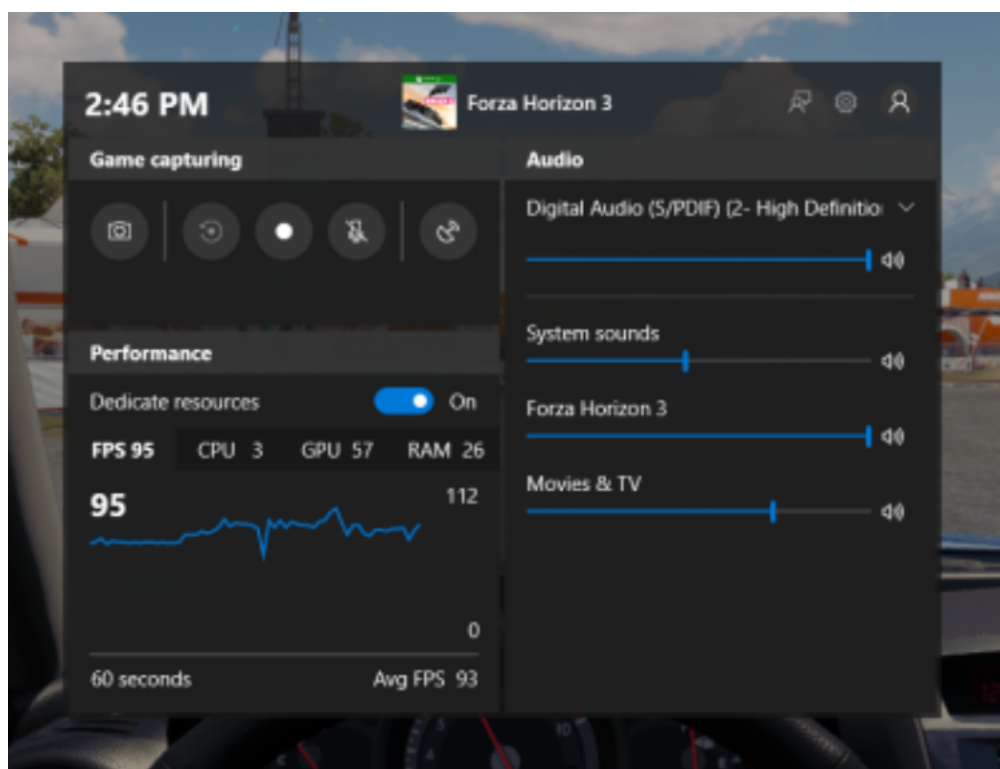 2:46 PM
Forza Horizon 3
Game capturing
Performance
Dedicate resources On
FPS 95 CPU 3 GPU 57 RAM 26
95
112
0
60 seconds Avg FPS 93
Audio
Digital Audio (S/PDIF) (2- High Definitio
System sounds
Forza Horizon 3
Movies & TV
10